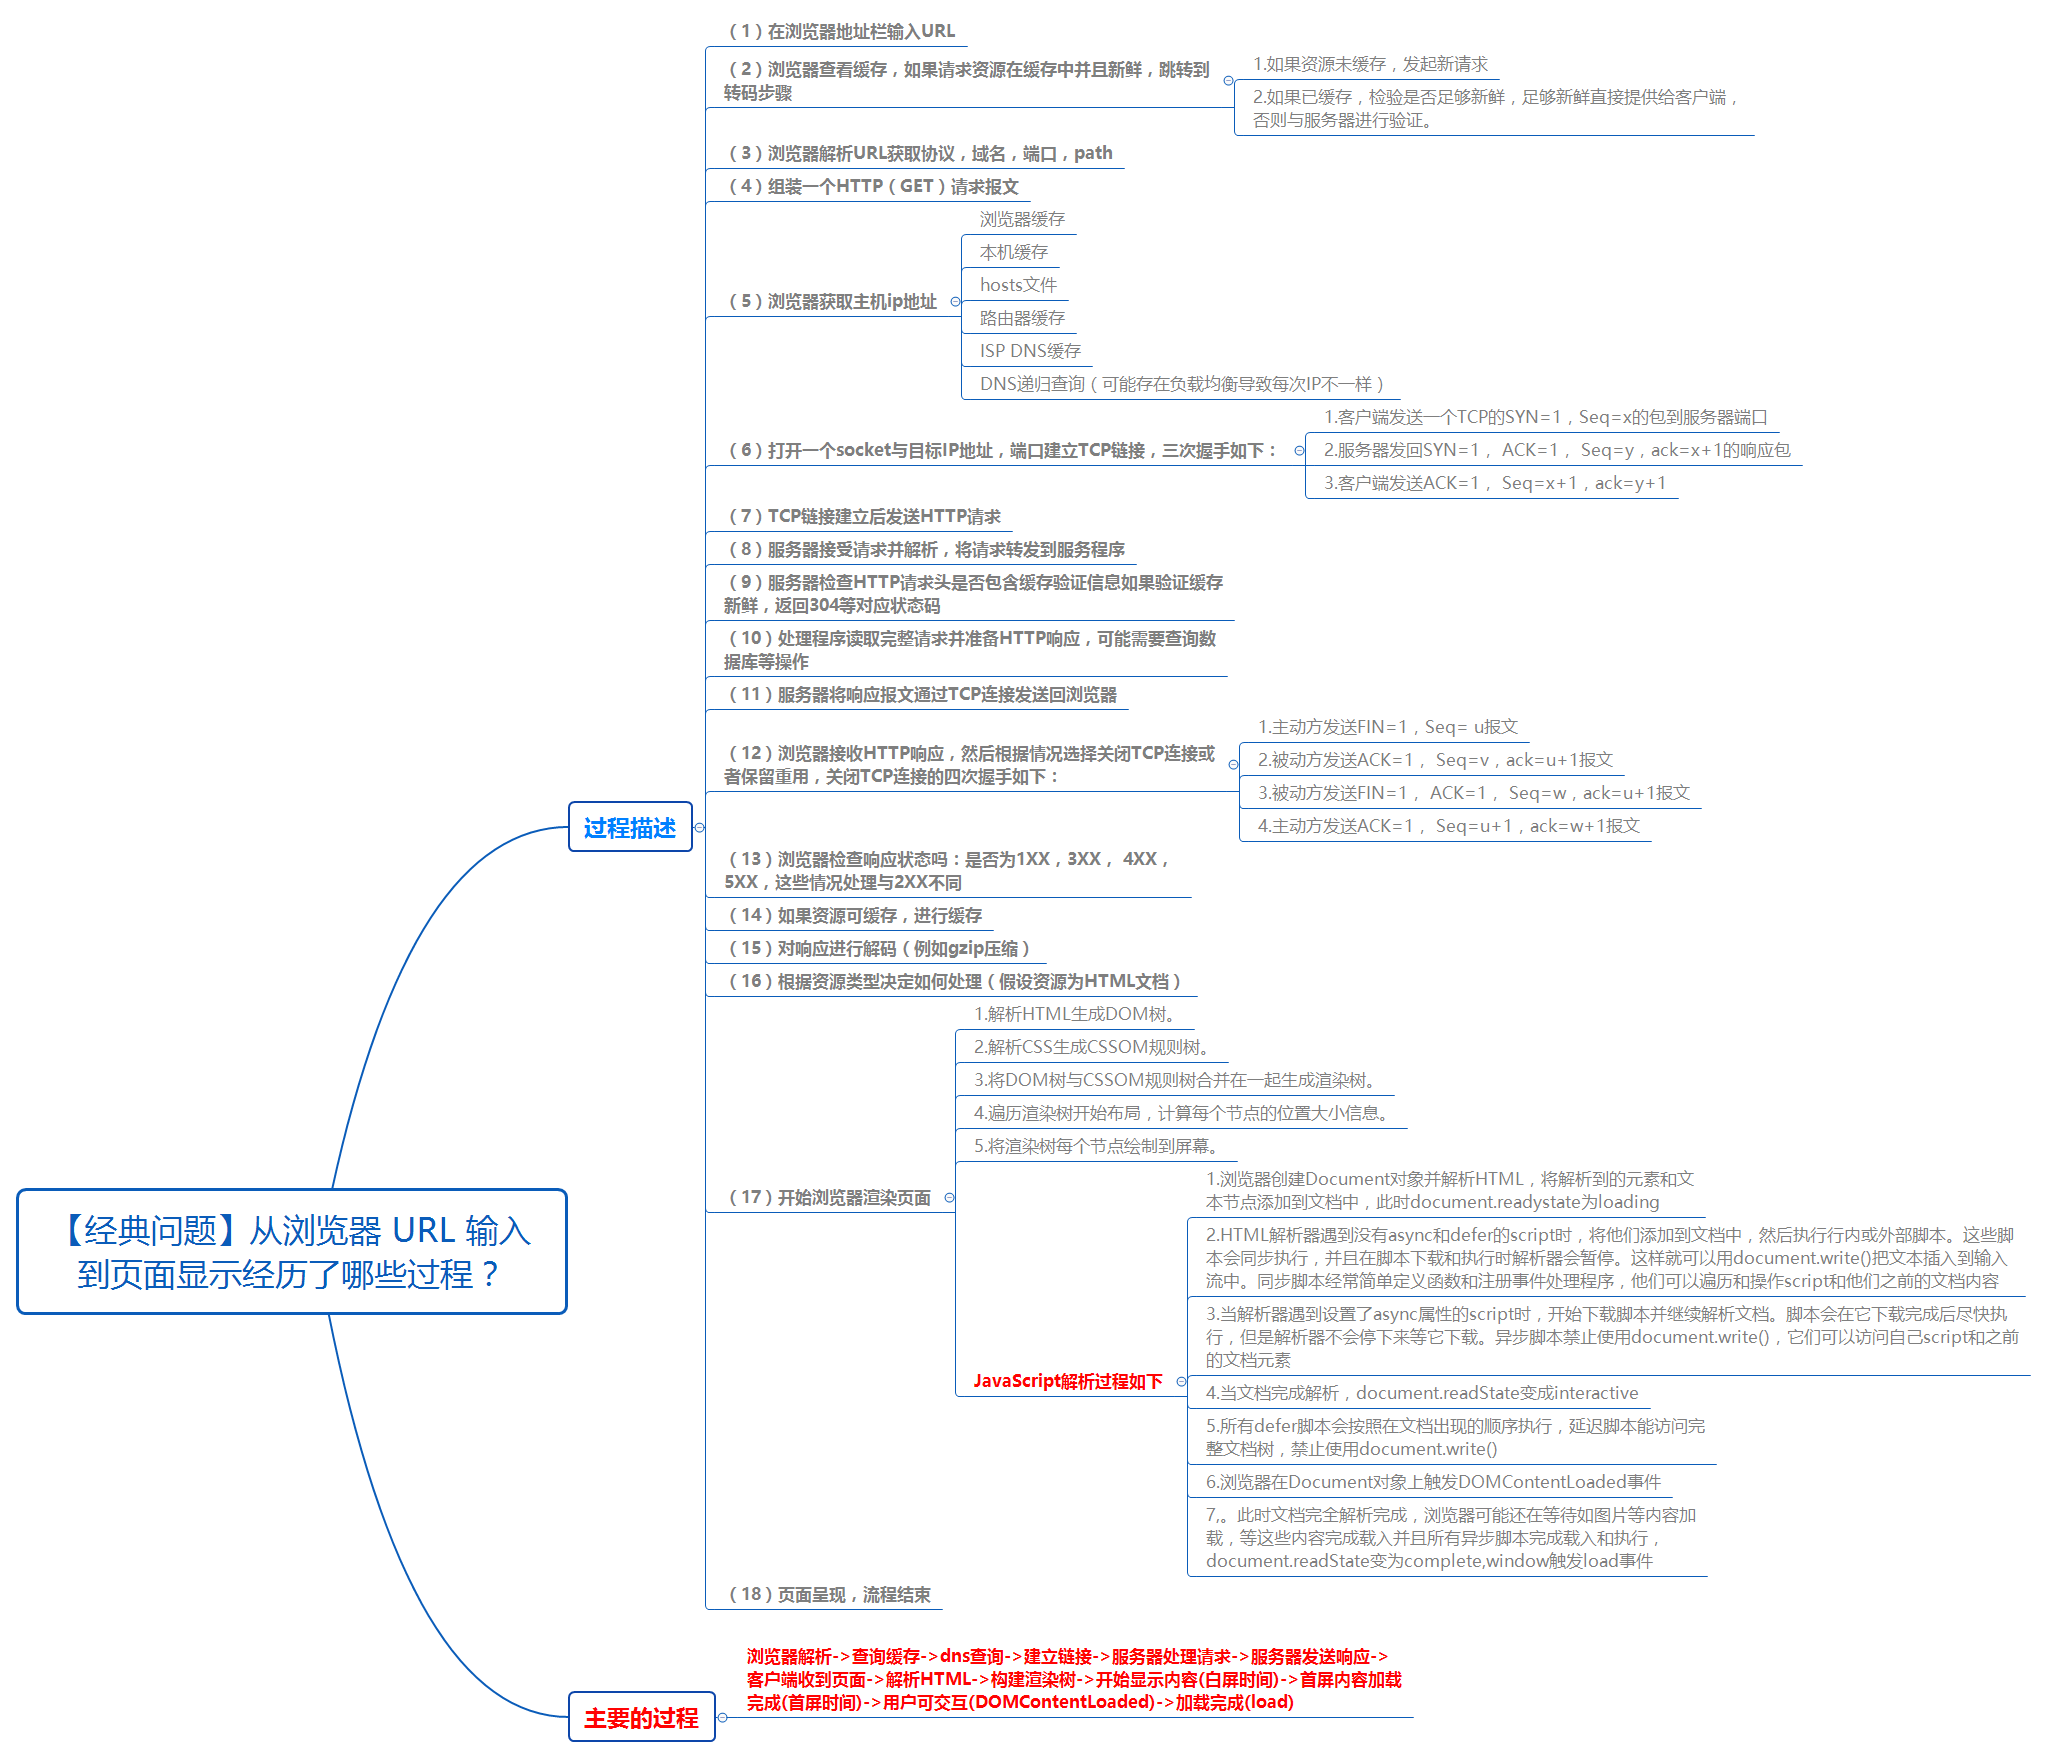 （1）在浏览器地址栏输入URL
（2）浏览器查看缓存，如果请求资源在缓存中并且新鲜，跳转到
转码步骤
1.如果资源未缓存，发起新请求
2.如果已缓存，检验是否足够新鲜，足够新鲜直接提供给客户端，
否则与服务器进行验证。
（3）浏览器解析URL获取协议，域名，端口，path
（4）组装一个HTTP（GET）请求报文
（5）浏览器获取主机ip地址
浏览器缓存
本机缓存
hosts文件
路由器缓存
ISP DNS缓存
DNS递归查询（可能存在负载均衡导致每次IP不一样）
（6）打开一个socket与目标IP地址，端口建立TCP链接，三次握手如下：
1.客户端发送一个TCP的SYN=1，Seq=x的包到服务器端口
2.服务器发回SYN=1， ACK=1， Seq=y，ack=x+1的响应包
3.客户端发送ACK=1， Seq=x+1，ack=y+1
（7）TCP链接建立后发送HTTP请求
（8）服务器接受请求并解析，将请求转发到服务程序
（9）服务器检查HTTP请求头是否包含缓存验证信息如果验证缓存
新鲜，返回304等对应状态码
（10）处理程序读取完整请求并准备HTTP响应，可能需要查询数
据库等操作
（11）服务器将响应报文通过TCP连接发送回浏览器
（12）浏览器接收HTTP响应，然后根据情况选择关闭TCP连接或
者保留重用，关闭TCP连接的四次握手如下：
1.主动方发送FIN=1，Seq= u报文
2.被动方发送ACK=1， Seq=v，ack=u+1报文
3.被动方发送FIN=1， ACK=1， Seq=w，ack=u+1报文
4.主动方发送ACK=1， Seq=u+1，ack=w+1报文
（13）浏览器检查响应状态吗：是否为1XX，3XX， 4XX，
5XX，这些情况处理与2XX不同
（14）如果资源可缓存，进行缓存
（15）对响应进行解码（例如gzip压缩）
（16）根据资源类型决定如何处理（假设资源为HTML文档）
（17）开始浏览器渲染页面
1.解析HTML生成DOM树。
2.解析CSS生成CSSOM规则树。
3.将DOM树与CSSOM规则树合并在一起生成渲染树。
4.遍历渲染树开始布局，计算每个节点的位置大小信息。
5.将渲染树每个节点绘制到屏幕。
JavaScript解析过程如下
1.浏览器创建Document对象并解析HTML，将解析到的元素和文
本节点添加到文档中，此时document.readystate为loading
2.HTML解析器遇到没有async和defer的script时，将他们添加到文档中，然后执行行内或外部脚本。这些脚
本会同步执行，并且在脚本下载和执行时解析器会暂停。这样就可以用document.write()把文本插入到输入
流中。同步脚本经常简单定义函数和注册事件处理程序，他们可以遍历和操作script和他们之前的文档内容
3.当解析器遇到设置了async属性的script时，开始下载脚本并继续解析文档。脚本会在它下载完成后尽快执
行，但是解析器不会停下来等它下载。异步脚本禁止使用document.write()，它们可以访问自己script和之前
的文档元素
4.当文档完成解析，document.readState变成interactive
5.所有defer脚本会按照在文档出现的顺序执行，延迟脚本能访问完
整文档树，禁止使用document.write()
6.浏览器在Document对象上触发DOMContentLoaded事件
7,。此时文档完全解析完成，浏览器可能还在等待如图片等内容加
载，等这些内容完成载入并且所有异步脚本完成载入和执行，
document.readState变为complete,window触发load事件
（18）页面呈现，流程结束
过程描述
【经典问题】从浏览器 URL 输入
到页面显示经历了哪些过程？
主要的过程
浏览器解析->查询缓存->dns查询->建立链接->服务器处理请求->服务器发送响应->
客户端收到页面->解析HTML->构建渲染树->开始显示内容(白屏时间)->首屏内容加载
完成(首屏时间)->用户可交互(DOMContentLoaded)->加载完成(load)